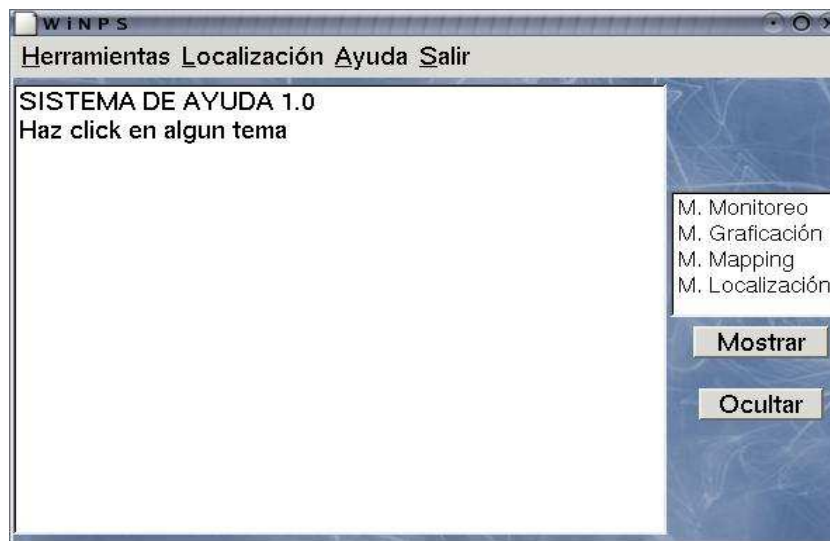 WiNPS
Herramientas Localización Ayuda Salir
SISTEMA DE AYUDA 1.0
Haz click en algun tema
M. Monitoreo
M. Graficación
M. Mapping
M. Localización
Mostrar
Ocultar